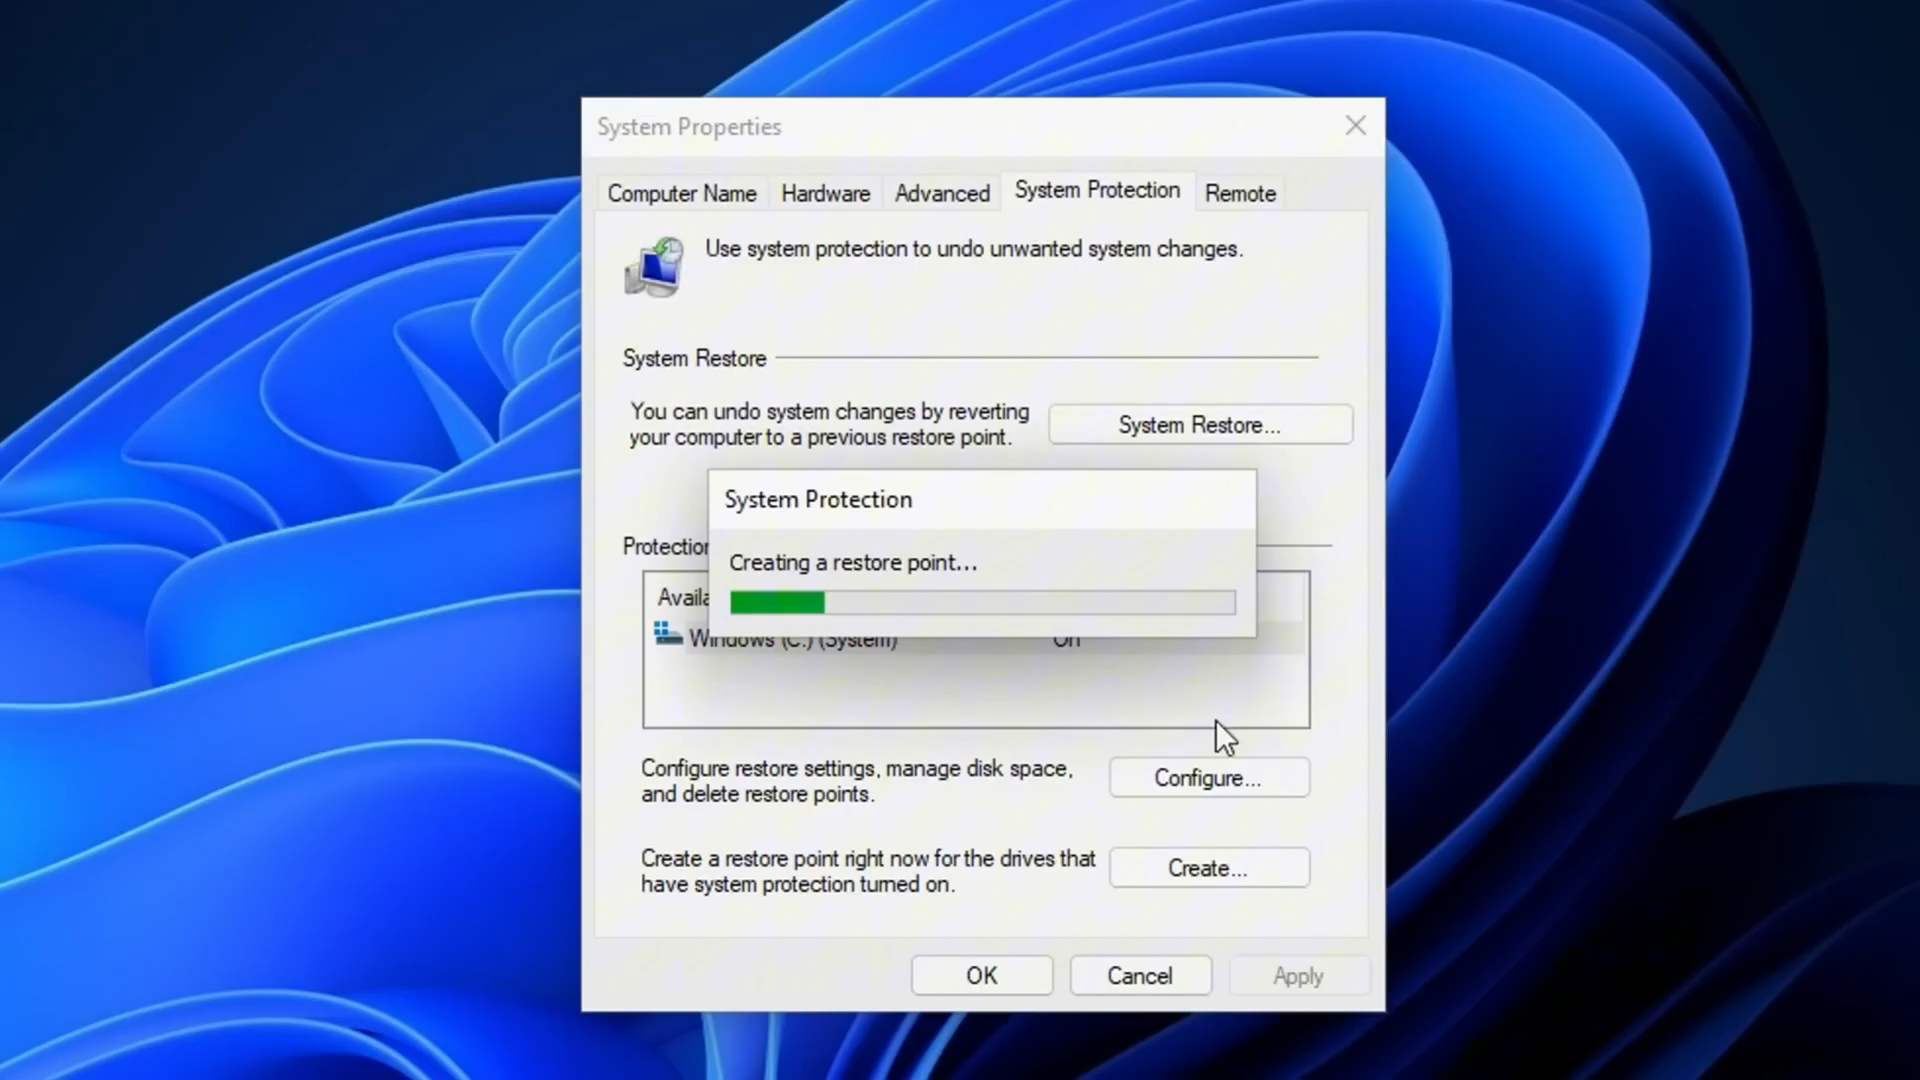 System Properties
Computer Name
Hardware
Advanced
System Protection
Remote
Use system protection to undo unwanted system changes.
System Restore
You can undo system changes by reverting
your computer to a previous restore point.
System Restore...
System Protection
Creating a restore point...
Windows (C:) (System)
On
Configure restore settings, manage disk space,
and delete restore points.
Configure...
Create a restore point right now for the drives that
have system protection turned on.
Create...
OK
Cancel
Apply